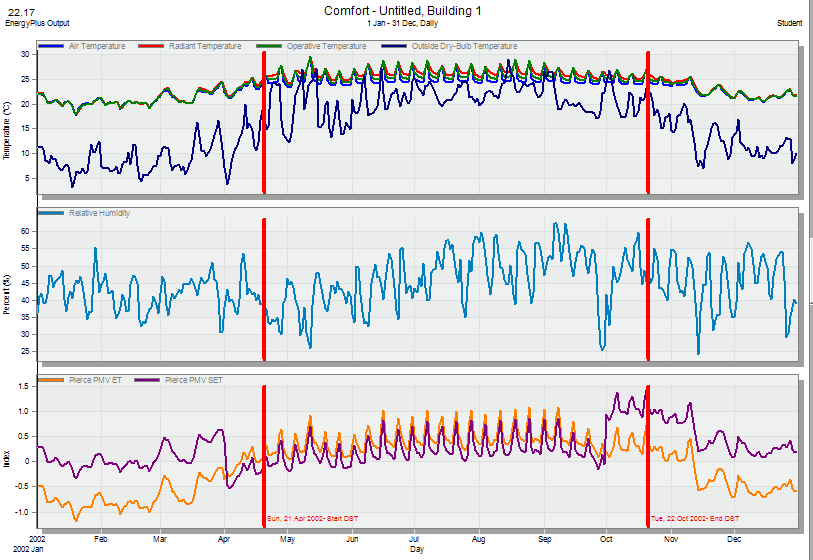 22.17
Comfort - Untitled, Building 1
EnergyPlus Output
1 Jan - 31 Dec, Daily
Student
Air Temperature Radiant Temperature Operative Temperature Outside Dry-Bulb Temperature
Temperature (°C)
30
25
20
15
10
5
Relative Humidity
Percent (%)
60
55
50
45
40
35
30
25
Pierce PMV ET Pierce PMV SET
Index
1.5
1.0
0.5
0
-0.5
-1.0
Sun, 21 Apr 2002- Start DST
Tue, 22 Oct 2002- End DST
2002 Feb Mar Apr May Jun Jul Aug Sep Oct Nov Dec
2002 Jan
Day